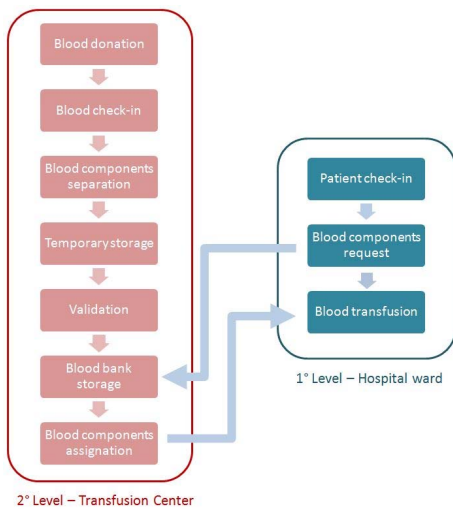 Blood donation
Blood check-in
Blood components
separation
Temporary storage
Validation
Blood bank
storage
Blood components
assignation
2° Level – Transfusion Center
Patient check-in
Blood components
request
Blood transfusion
1° Level – Hospital ward